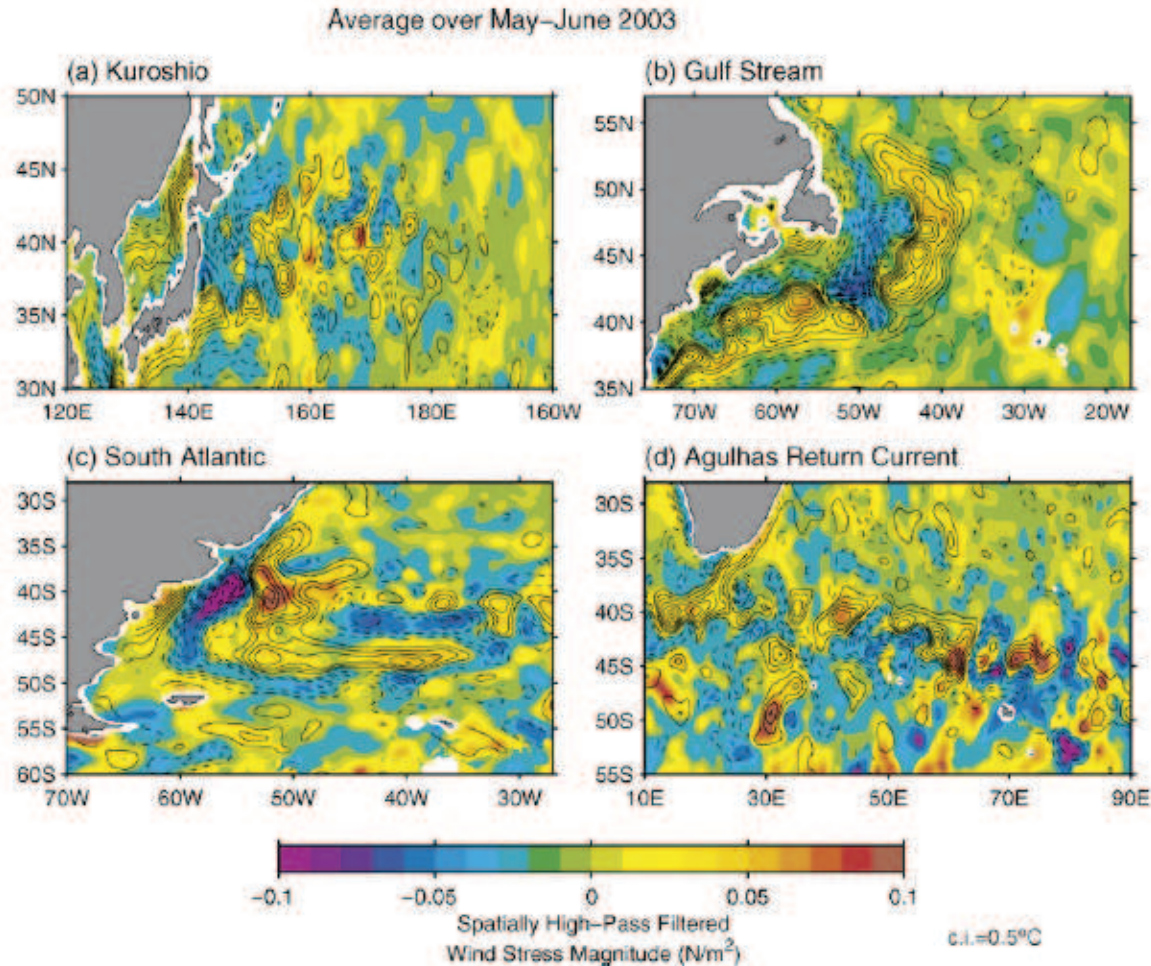 Average over May-June 2003
(a) Kuroshio
(b) Gulf Stream
50N
45N
40N
35N
30N
120E 140E 160E 180E 160W
55N
50N
45N
40N
35N
70W 60W 50W 40W 30W 20W
(c) South Atlantic
(d) Agulhas Return Current
30S
35S
40S
45S
50S
55S
60S
70W 60W 50W 40W 30W
30S
35S
40S
45S
50S
55S
10E 30E 50E 70E 90E
−0.1 −0.05 0 0.05 0.1
Spatially High−Pass Filtered
Wind Stress Magnitude (N/m²)
c.i.=0.5°C